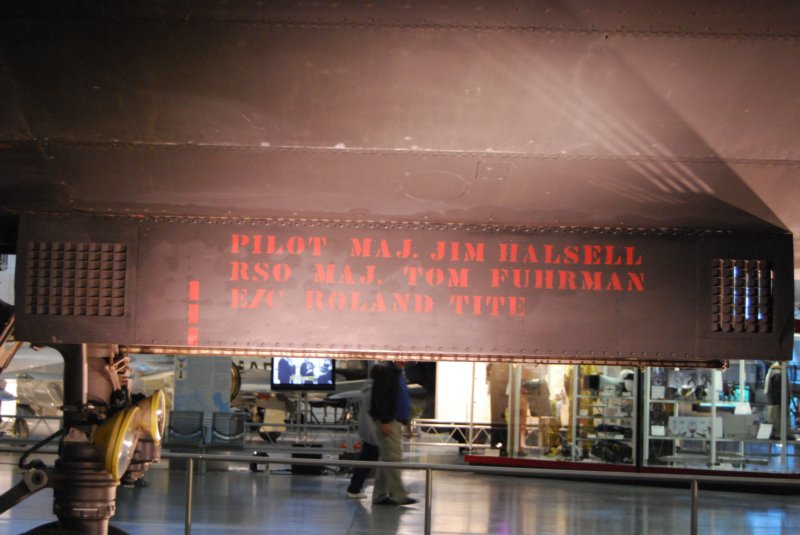 PILOT MAJ. JIM HALSELL
RSO MAJ. TOM FUHRMAN
E/C ROLAND TITE